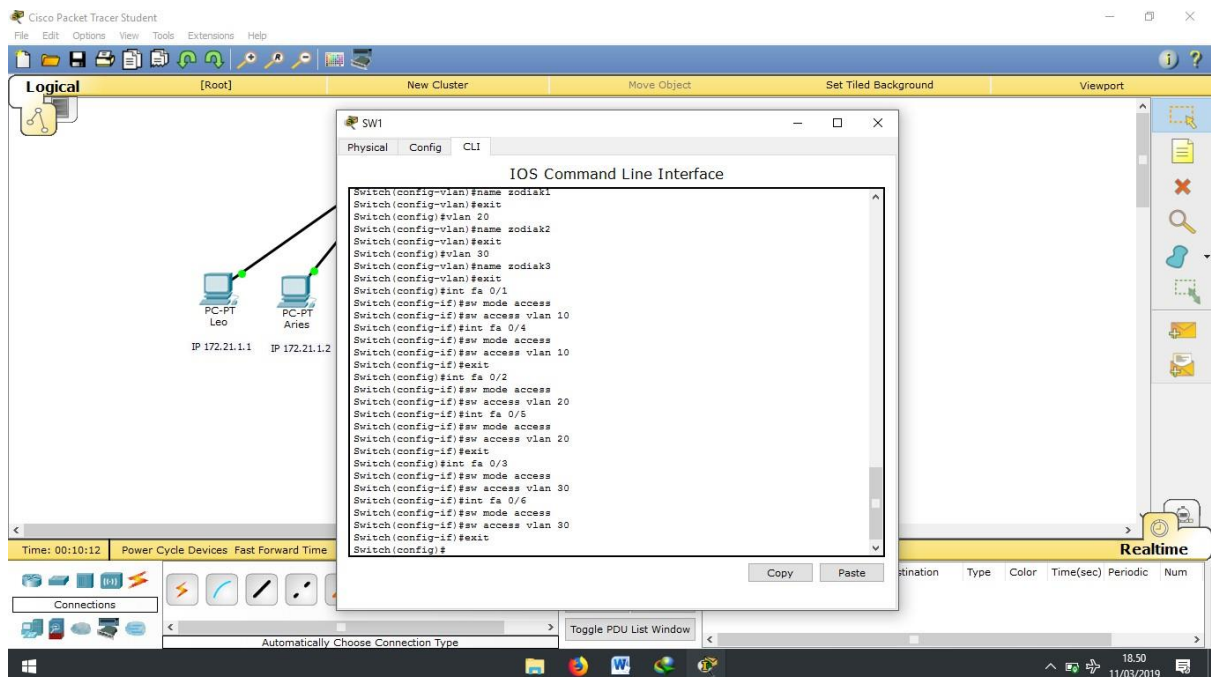 Cisco Packet Tracer Student
File Edit Options View Tools Extensions Help
Logical [Root] New Cluster Move Object Set Tiled Background Viewport
SW1
Physical Config CLI
IOS Command Line Interface
Switch(config-vlan)#name zodiak1
Switch(config-vlan)#exit
Switch(config)#vlan 20
Switch(config-vlan)#name zodiak2
Switch(config-vlan)#exit
Switch(config)#vlan 30
Switch(config-vlan)#name zodiak3
Switch(config-vlan)#exit
Switch(config)#int fa 0/1
Switch(config-if)#sw mode access
Switch(config-if)#sw access vlan 10
Switch(config-if)#int fa 0/4
Switch(config-if)#sw mode access
Switch(config-if)#sw access vlan 10
Switch(config-if)#exit
Switch(config)#int fa 0/2
Switch(config-if)#sw mode access
Switch(config-if)#sw access vlan 20
Switch(config-if)#int fa 0/5
Switch(config-if)#sw mode access
Switch(config-if)#sw access vlan 20
Switch(config-if)#exit
Switch(config)#int fa 0/3
Switch(config-if)#sw mode access
Switch(config-if)#sw access vlan 30
Switch(config-if)#int fa 0/6
Switch(config-if)#sw mode access
Switch(config-if)#sw access vlan 30
Switch(config-if)#exit
Switch(config)#
Copy Paste
PC-PT
Leo
PC-PT
Aries
IP 172.21.1.1 IP 172.21.1.2
Time: 00:10:12 Power Cycle Devices Fast Forward Time Realtime
Connections
Automatically Choose Connection Type
Toggle PDU List Window
stination Type Color Time(sec) Periodic Num
18.50
11/03/2019